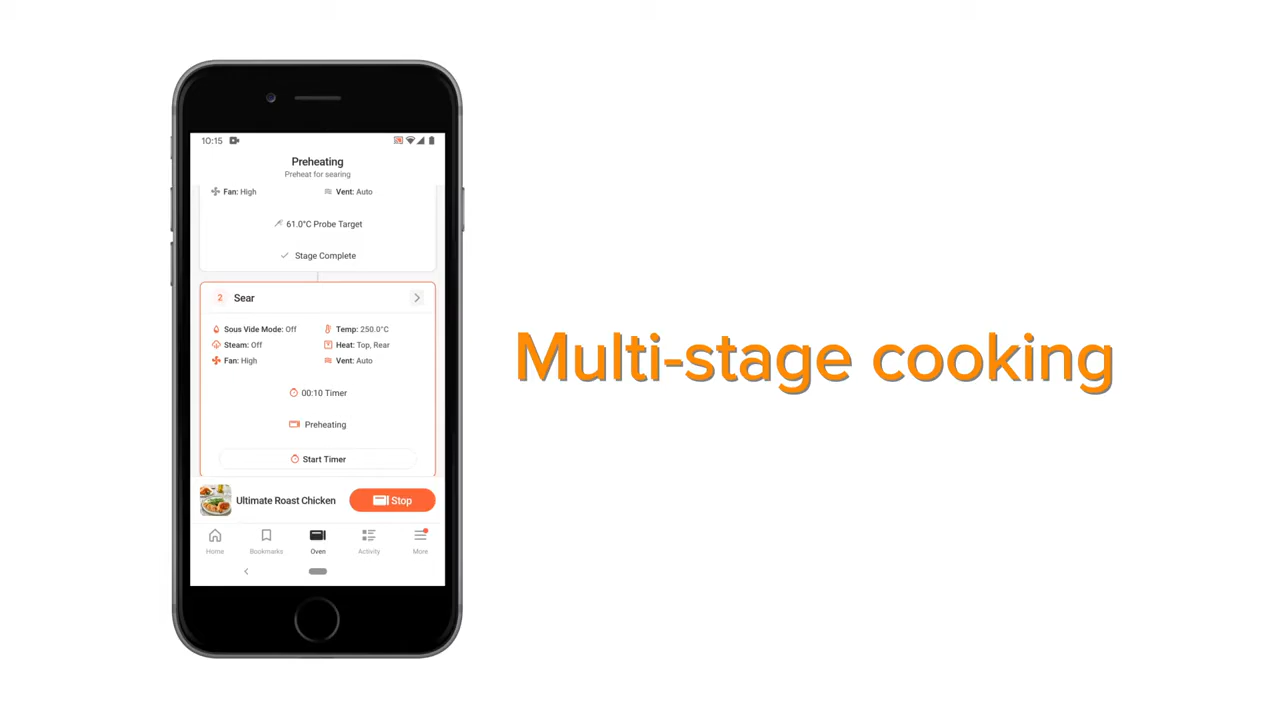 10:15
Preheating
Preheat for searing
Fan: High Vent: Auto
61.0°C Probe Target
Stage Complete
2 Sear
Sous Vide Mode: Off Temp: 250.0°C
Steam: Off Heat: Top, Rear
Fan: High Vent: Auto
00:10 Timer
Preheating
Start Timer
Ultimate Roast Chicken Stop
Home Bookmarks Oven Activity More
Multi-stage cooking